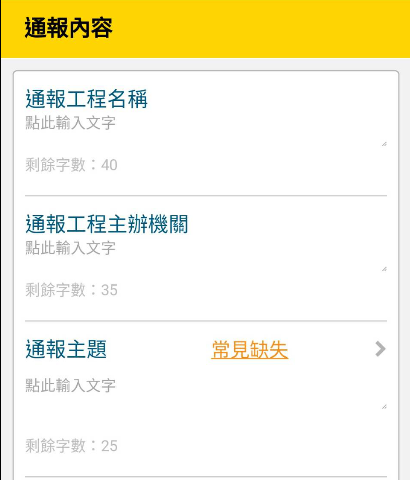 通報內容
通報工程名稱
點此輸入文字
剩餘字數：40
通報工程主辦機關
點此輸入文字
剩餘字數：35
通報主題 常見缺失
點此輸入文字
剩餘字數：25